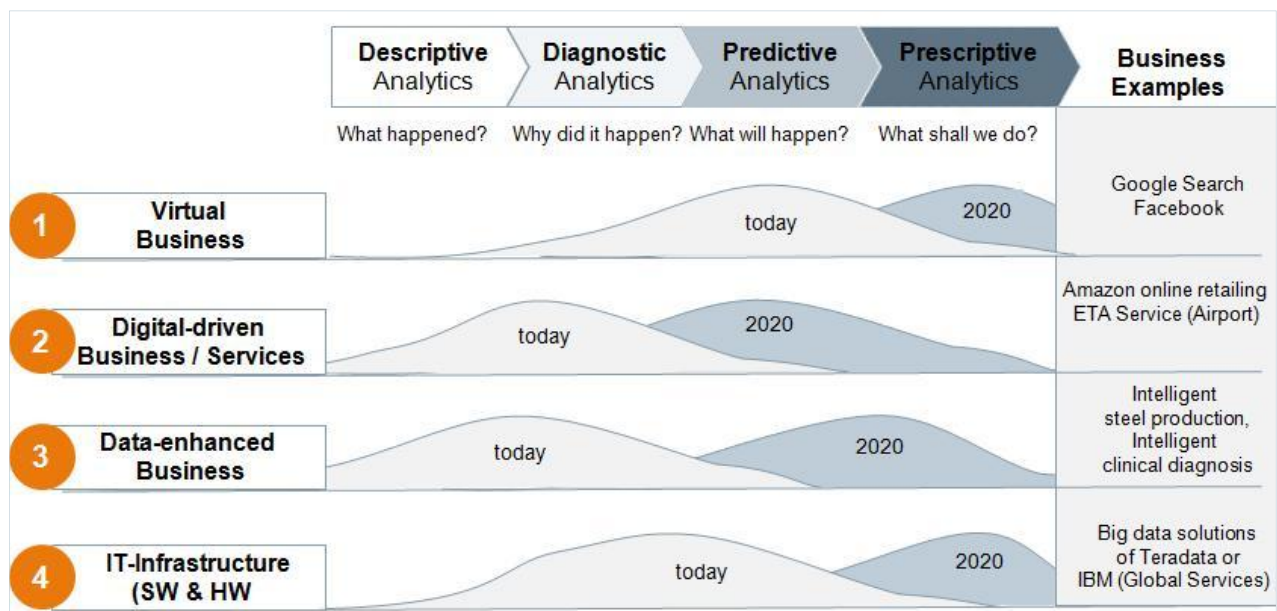 Descriptive
Analytics
Diagnostic
Analytics
Predictive
Analytics
Prescriptive
Analytics
Business
Examples
What happened?
Why did it happen?
What will happen?
What shall we do?
1
Virtual
Business
today
2020
Google Search
Facebook
2
Digital-driven
Business / Services
today
2020
Amazon online retailing
ETA Service (Airport)
3
Data-enhanced
Business
today
2020
Intelligent
steel production,
Intelligent
clinical diagnosis
4
IT-Infrastructure
(SW & HW
today
2020
Big data solutions
of Teradata or
IBM (Global Services)